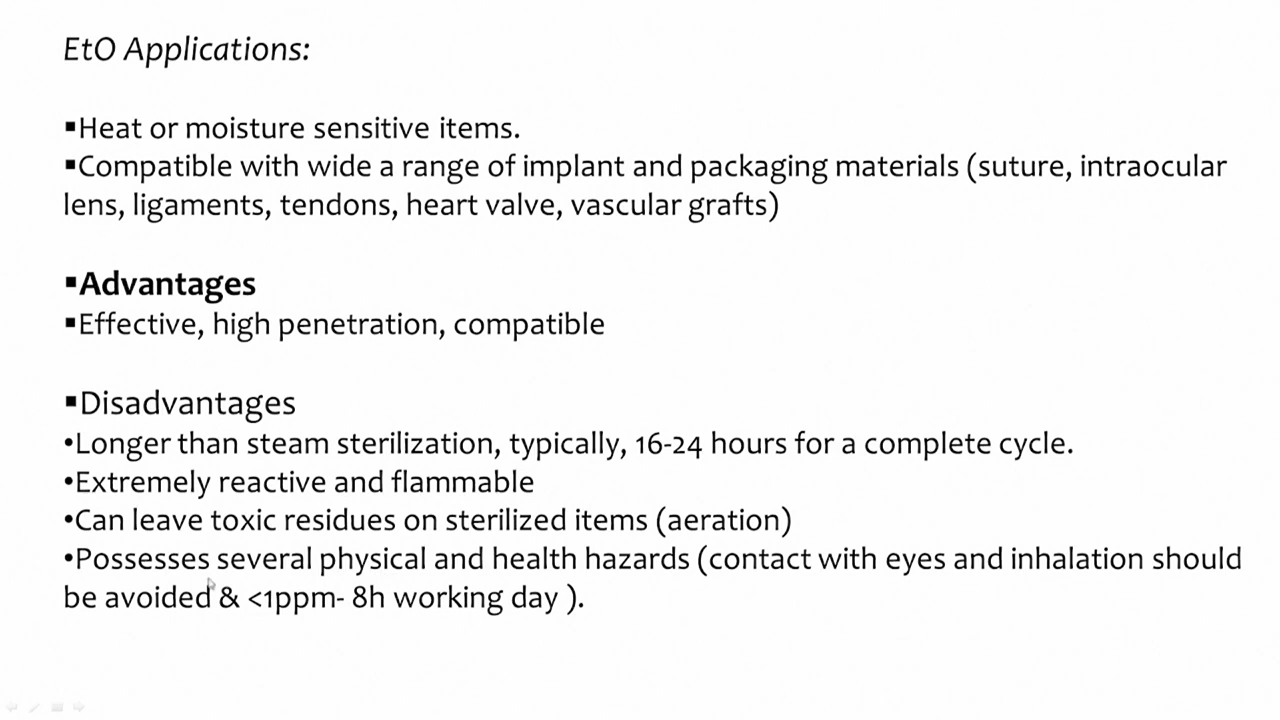 EtO Applications:
▪Heat or moisture sensitive items.
▪Compatible with wide a range of implant and packaging materials (suture, intraocular
lens, ligaments, tendons, heart valve, vascular grafts)
▪Advantages
▪Effective, high penetration, compatible
▪Disadvantages
•Longer than steam sterilization, typically, 16-24 hours for a complete cycle.
•Extremely reactive and flammable
•Can leave toxic residues on sterilized items (aeration)
•Possesses several physical and health hazards (contact with eyes and inhalation should
be avoided & <1ppm- 8h working day ).